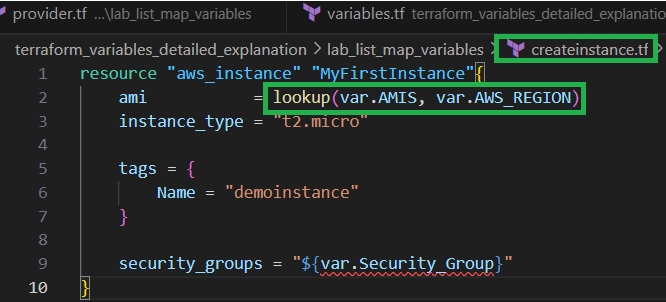 provider.tf ...\lab_list_map_variables
variables.tf terraform_variables_detailed_explanation
terraform_variables_detailed_explanation > lab_list_map_variables > createinstance.tf
1 resource "aws_instance" "MyFirstInstance"{
2 ami = lookup(var.AMIS, var.AWS_REGION)
3 instance_type = "t2.micro"
4
5 tags = {
6 Name = "demoinstance"
7 }
8
9 security_groups = "${var.Security_Group}"
10 }